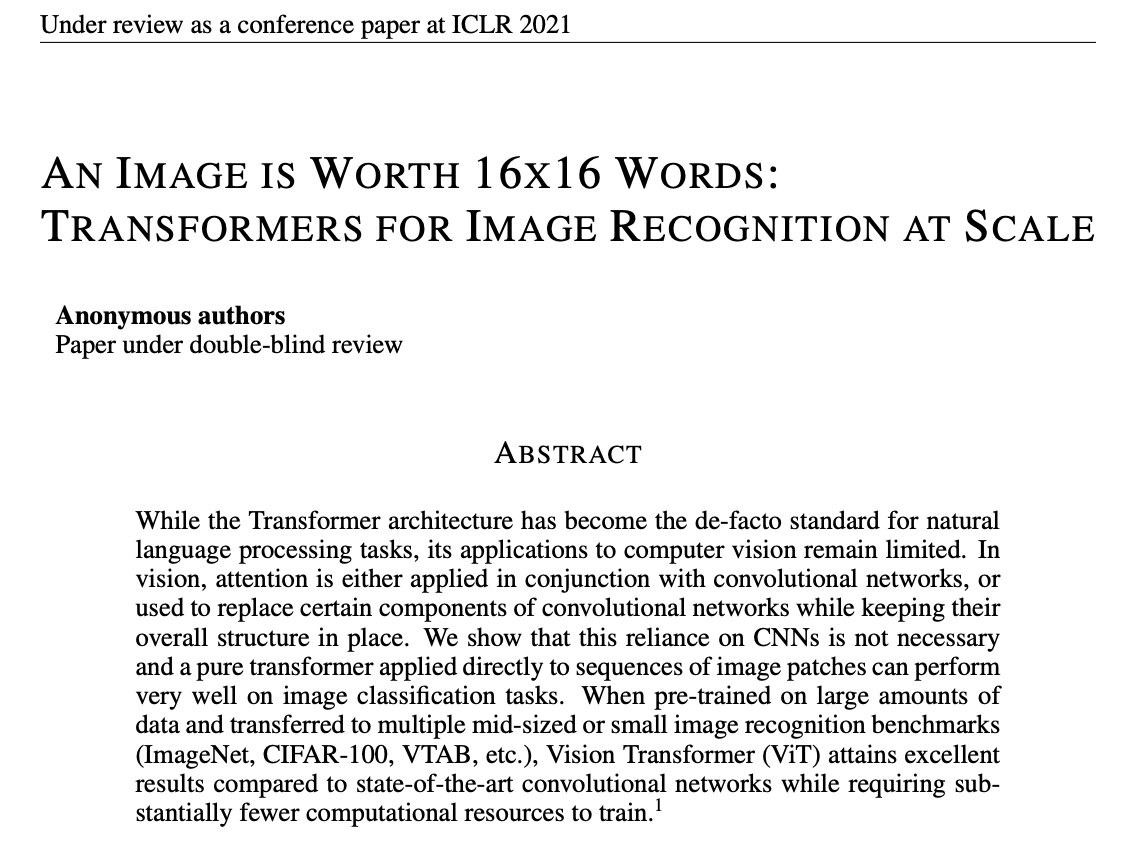 Under review as a conference paper at ICLR 2021
AN IMAGE IS WORTH 16X16 WORDS:
TRANSFORMERS FOR IMAGE RECOGNITION AT SCALE
Anonymous authors
Paper under double-blind review
ABSTRACT
While the Transformer architecture has become the de-facto standard for natural
language processing tasks, its applications to computer vision remain limited. In
vision, attention is either applied in conjunction with convolutional networks, or
used to replace certain components of convolutional networks while keeping their
overall structure in place. We show that this reliance on CNNs is not necessary
and a pure transformer applied directly to sequences of image patches can perform
very well on image classification tasks. When pre-trained on large amounts of
data and transferred to multiple mid-sized or small image recognition benchmarks
(ImageNet, CIFAR-100, VTAB, etc.), Vision Transformer (ViT) attains excellent
results compared to state-of-the-art convolutional networks while requiring sub-
stantially fewer computational resources to train.¹